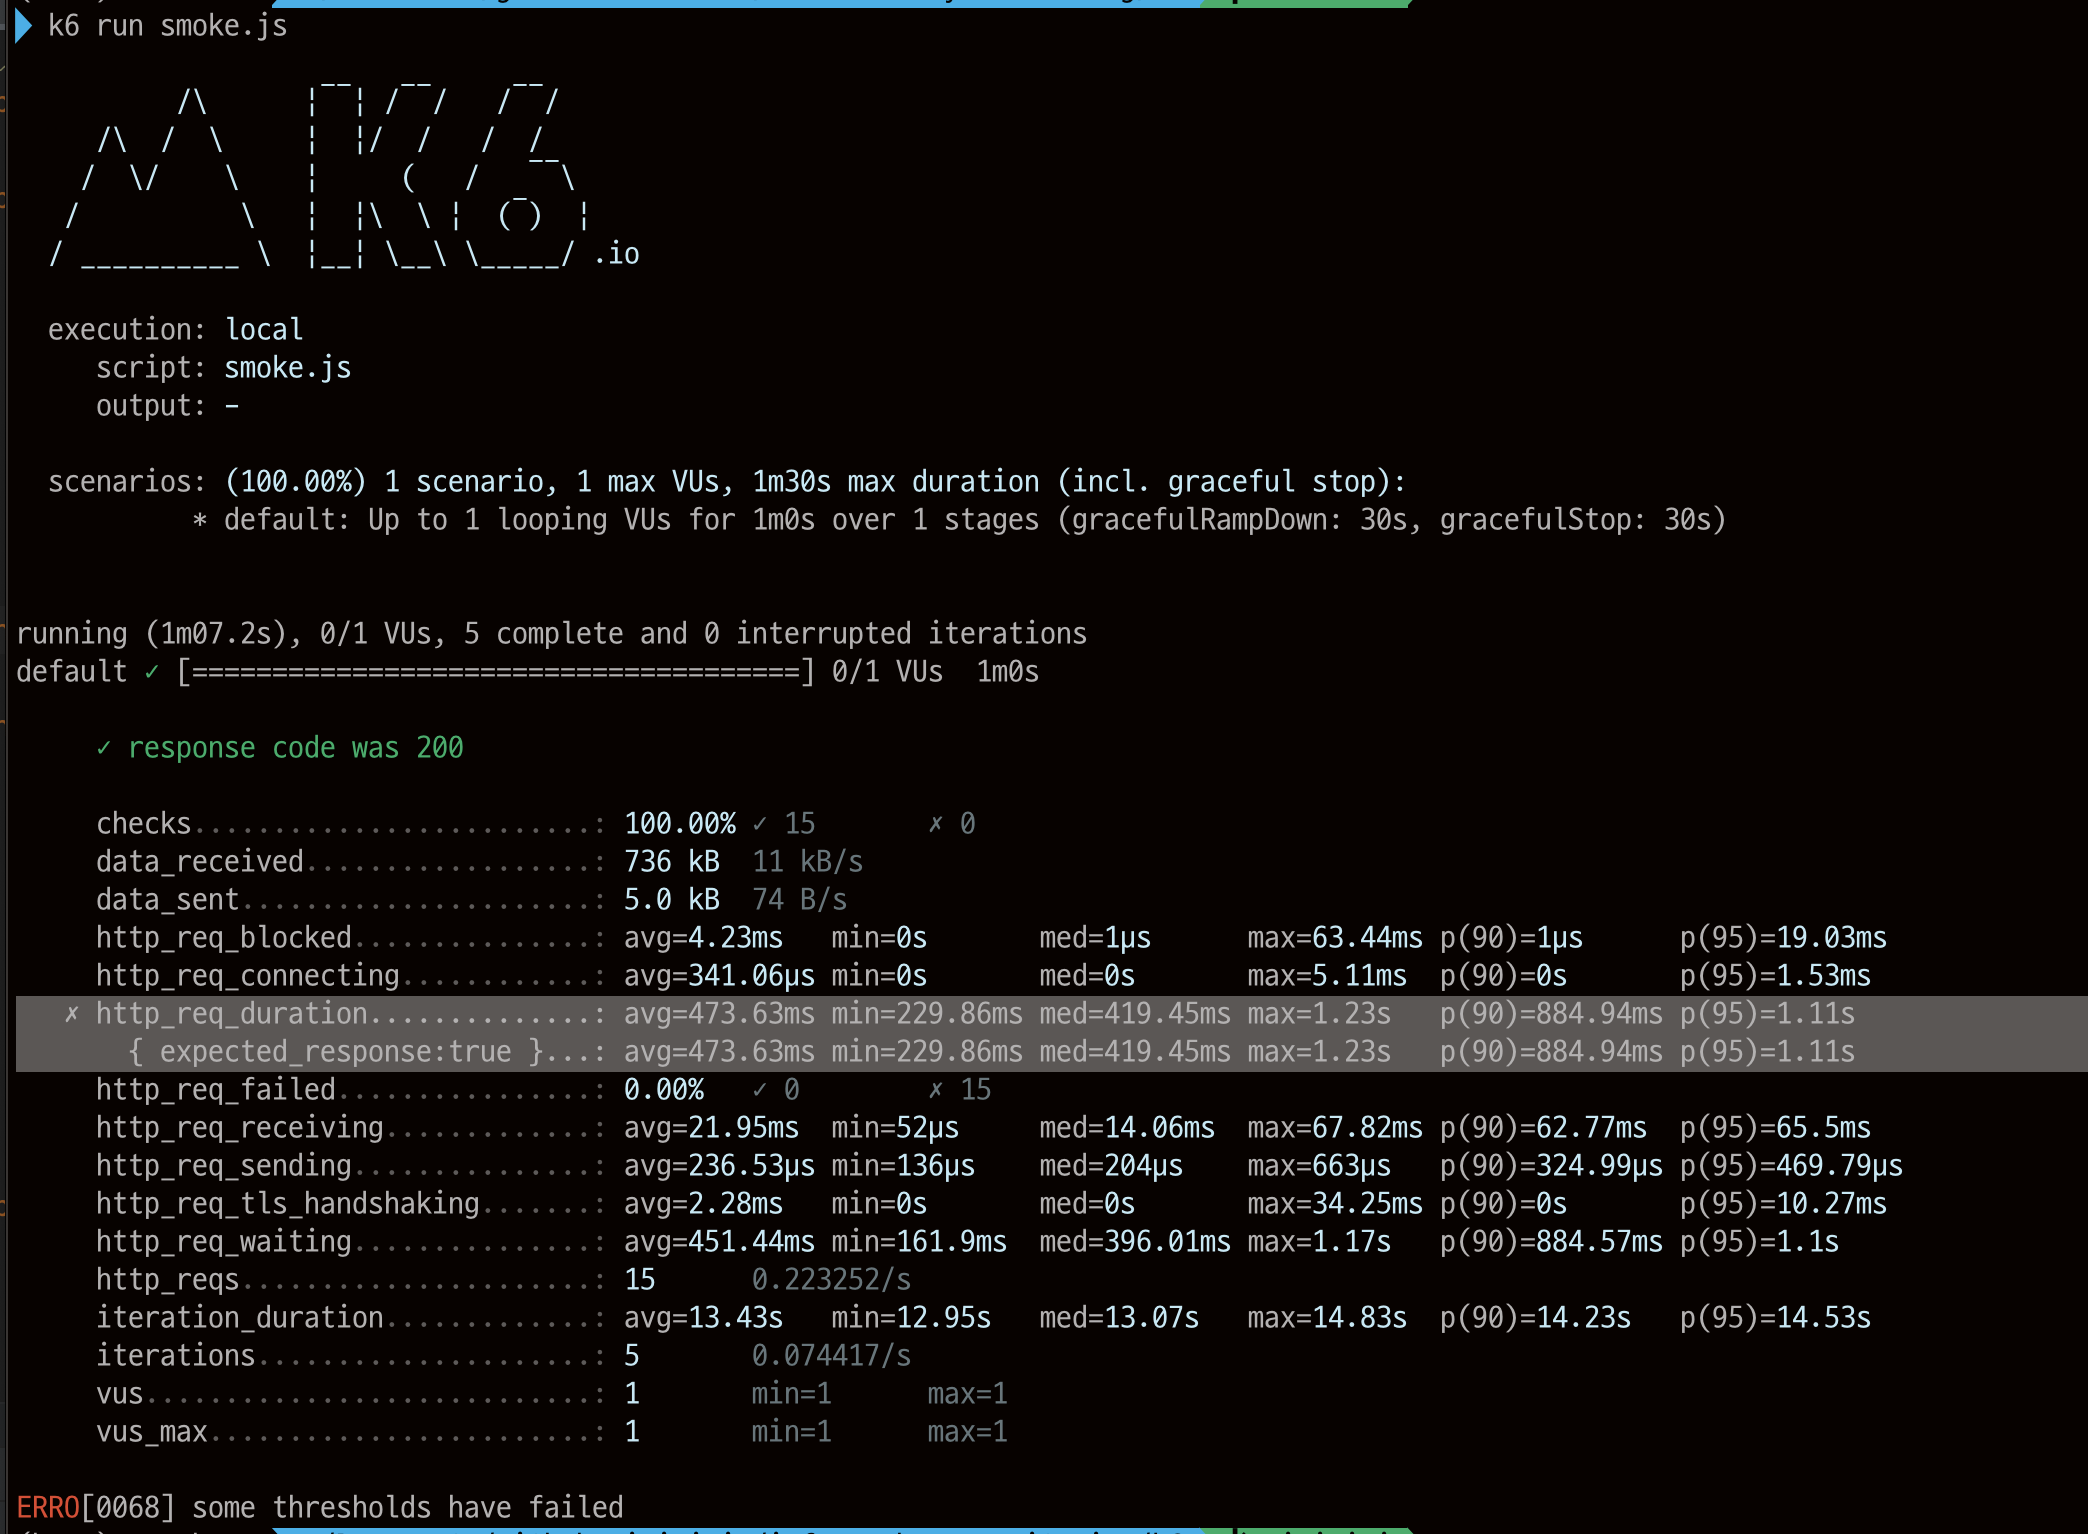 k6 run smoke.js
.io
execution: local
script: smoke.js
output: -
scenarios: (100.00%) 1 scenario, 1 max VUs, 1m30s max duration (incl. graceful stop):
* default: Up to 1 looping VUs for 1m0s over 1 stages (gracefulRampDown: 30s, gracefulStop: 30s)
running (1m07.2s), 0/1 VUs, 5 complete and 0 interrupted iterations
default ✓ [======================================] 0/1 VUs  1m0s
✓ response code was 200
checks.........................: 100.00% ✓ 15       ✗ 0
data_received..................: 736 kB  11 kB/s
data_sent......................: 5.0 kB  74 B/s
http_req_blocked...............: avg=4.23ms   min=0s       med=1µs      max=63.44ms p(90)=1µs      p(95)=19.03ms
http_req_connecting............: avg=341.06µs min=0s       med=0s       max=5.11ms  p(90)=0s       p(95)=1.53ms
✗ http_req_duration..............: avg=473.63ms min=229.86ms med=419.45ms max=1.23s   p(90)=884.94ms p(95)=1.11s
{ expected_response:true }...: avg=473.63ms min=229.86ms med=419.45ms max=1.23s   p(90)=884.94ms p(95)=1.11s
http_req_failed................: 0.00%   ✓ 0        ✗ 15
http_req_receiving.............: avg=21.95ms  min=52µs     med=14.06ms  max=67.82ms p(90)=62.77ms  p(95)=65.5ms
http_req_sending...............: avg=236.53µs min=136µs    med=204µs    max=663µs   p(90)=324.99µs p(95)=469.79µs
http_req_tls_handshaking.......: avg=2.28ms   min=0s       med=0s       max=34.25ms p(90)=0s       p(95)=10.27ms
http_req_waiting...............: avg=451.44ms min=161.9ms  med=396.01ms max=1.17s   p(90)=884.57ms p(95)=1.1s
http_reqs......................: 15      0.223252/s
iteration_duration.............: avg=13.43s   min=12.95s   med=13.07s   max=14.83s  p(90)=14.23s   p(95)=14.53s
iterations.....................: 5       0.074417/s
vus............................: 1       min=1      max=1
vus_max........................: 1       min=1      max=1
ERRO[0068] some thresholds have failed